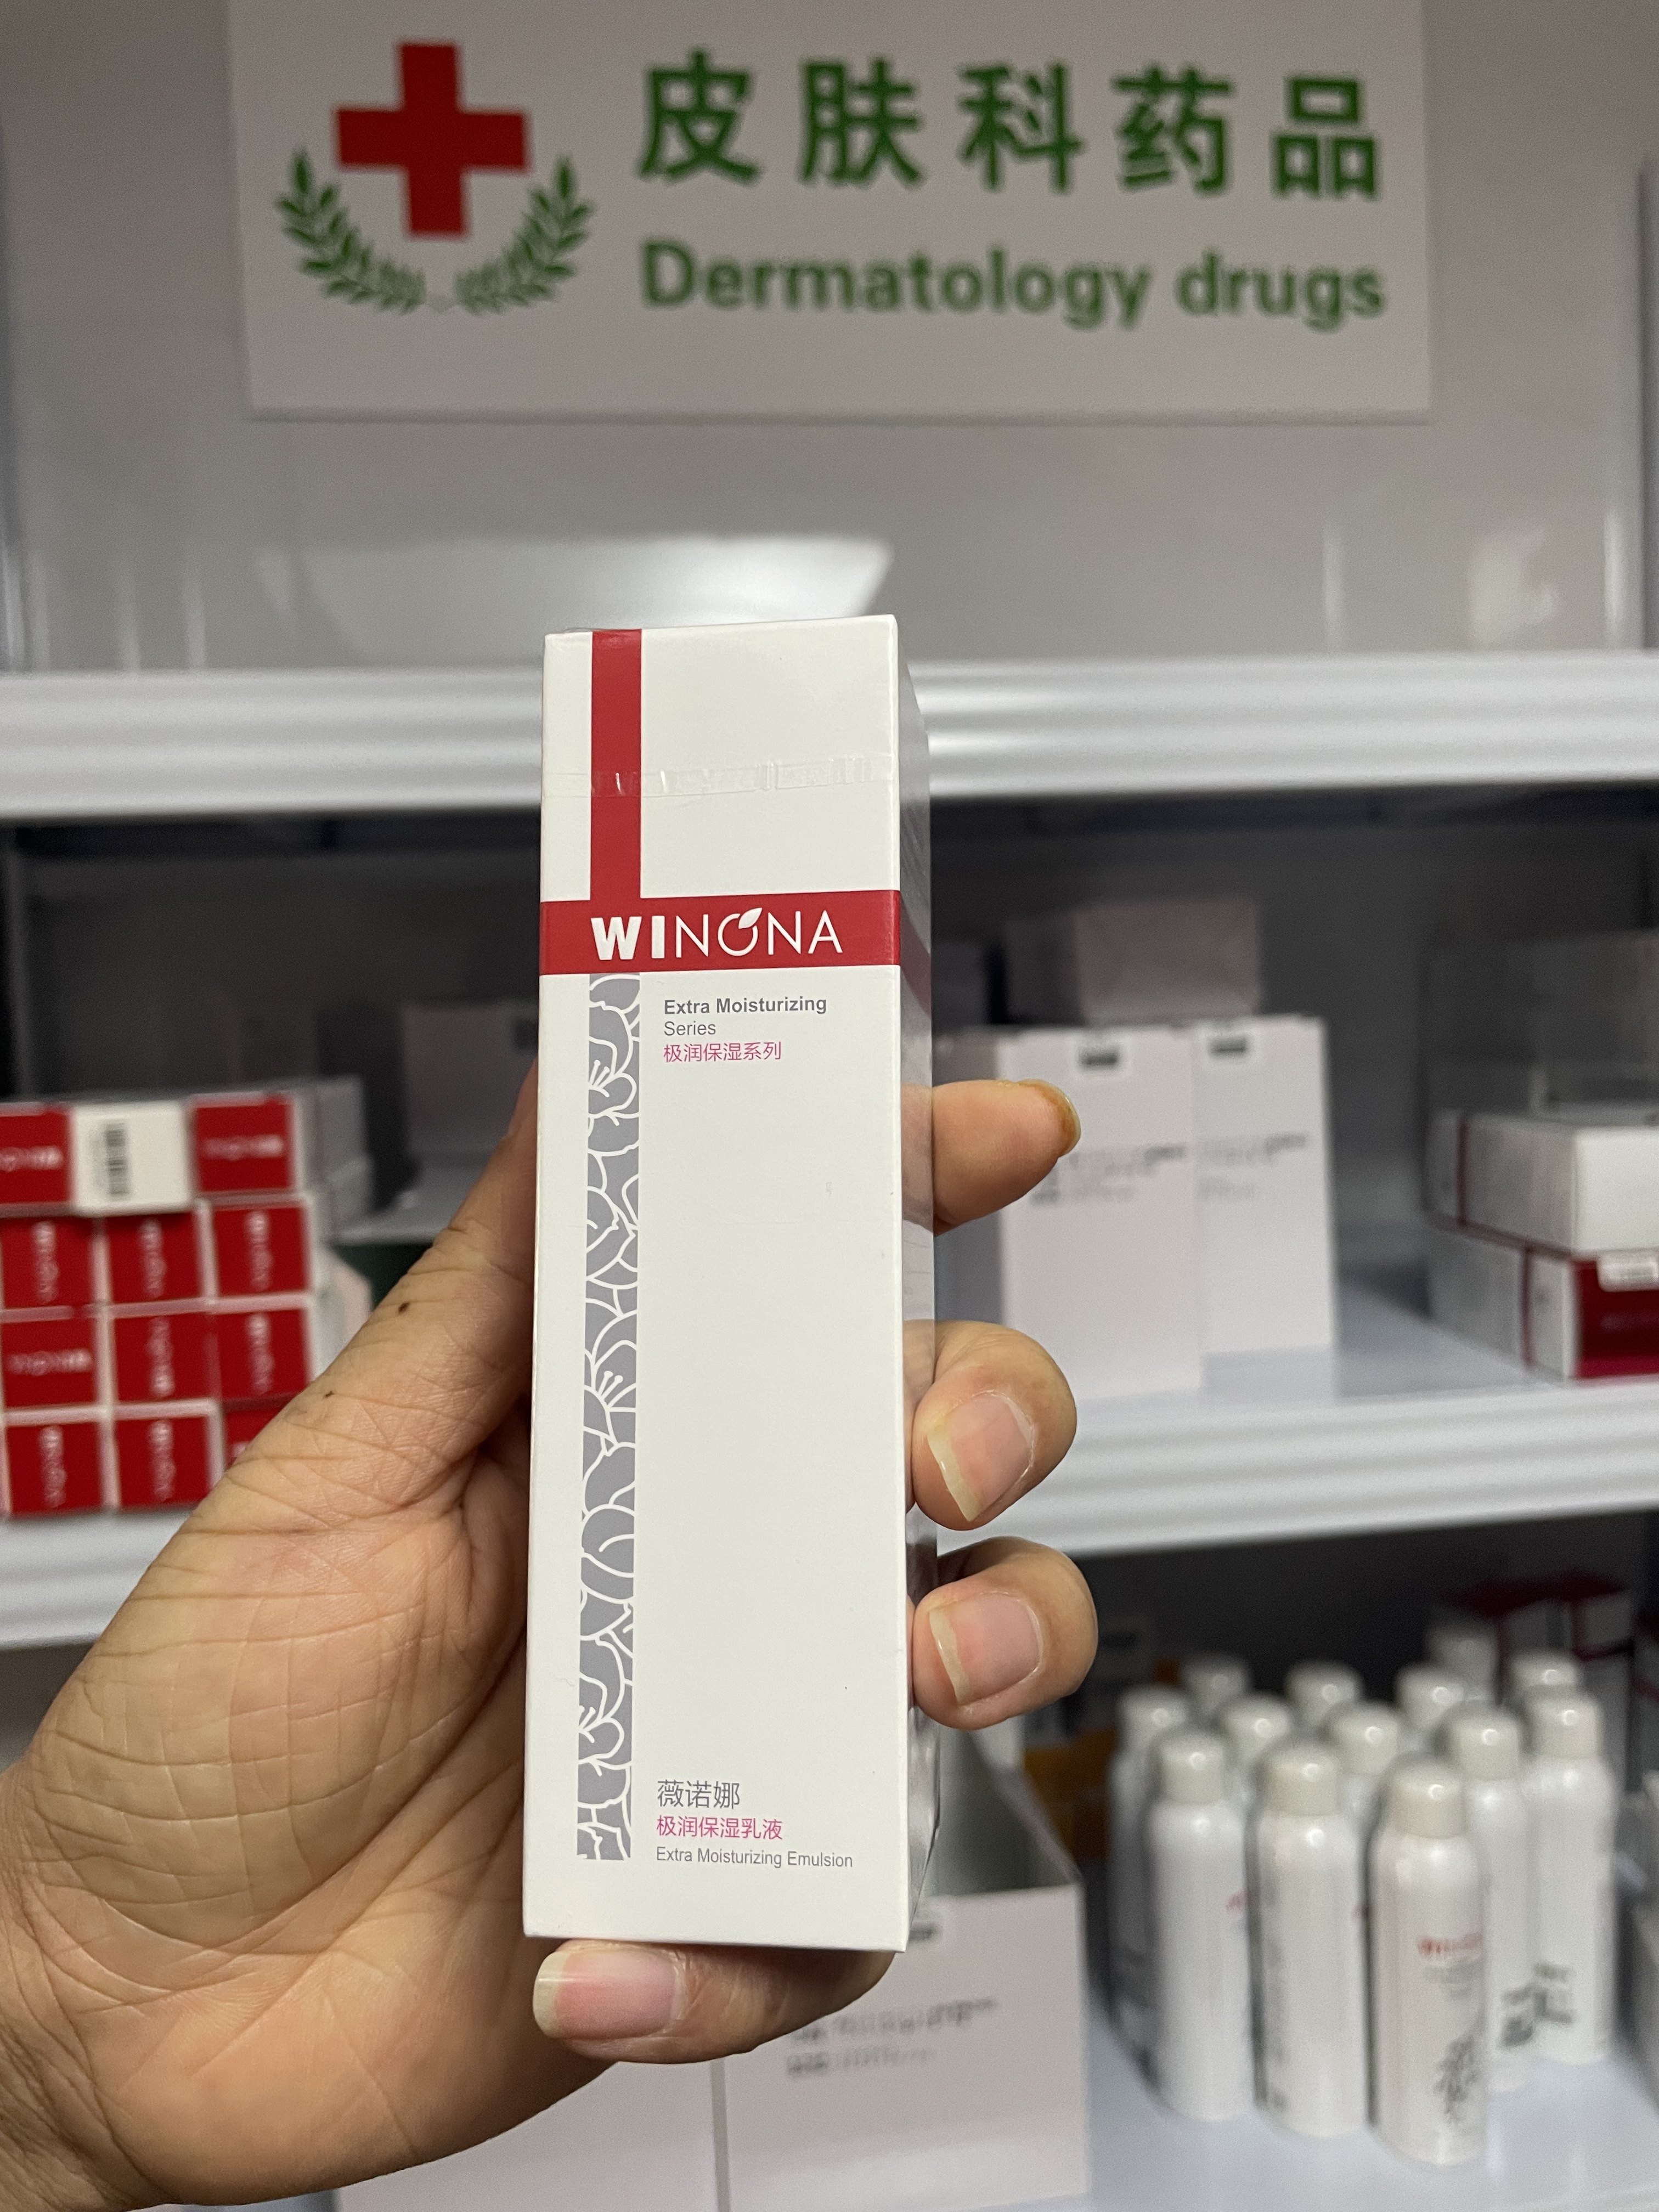 皮肤科药品
Dermatology drugs
WINONA
Extra Moisturizing
Series
极润保湿系列
薇诺娜
极润保湿乳液
Extra Moisturizing Emulsion